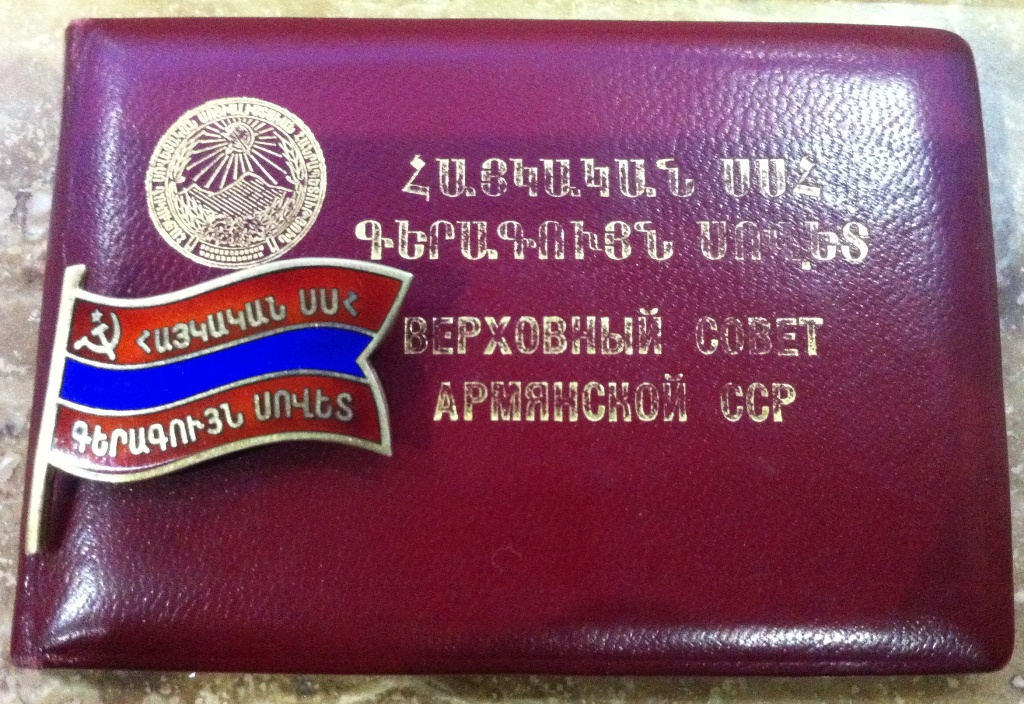 ՀԱՅԿԱԿԱՆ ՍՍՀ
ԳԵՐԱԳՈՒՅՆ ՍՈՎԵՏ
ВЕРХОВНЫЙ СОВЕТ
АРМЯНСКОЙ ССР
ՀԱՅԿԱԿԱՆ ՍՍՀ
ԳԵՐԱԳՈՒՅՆ ՍՈՎԵՏ